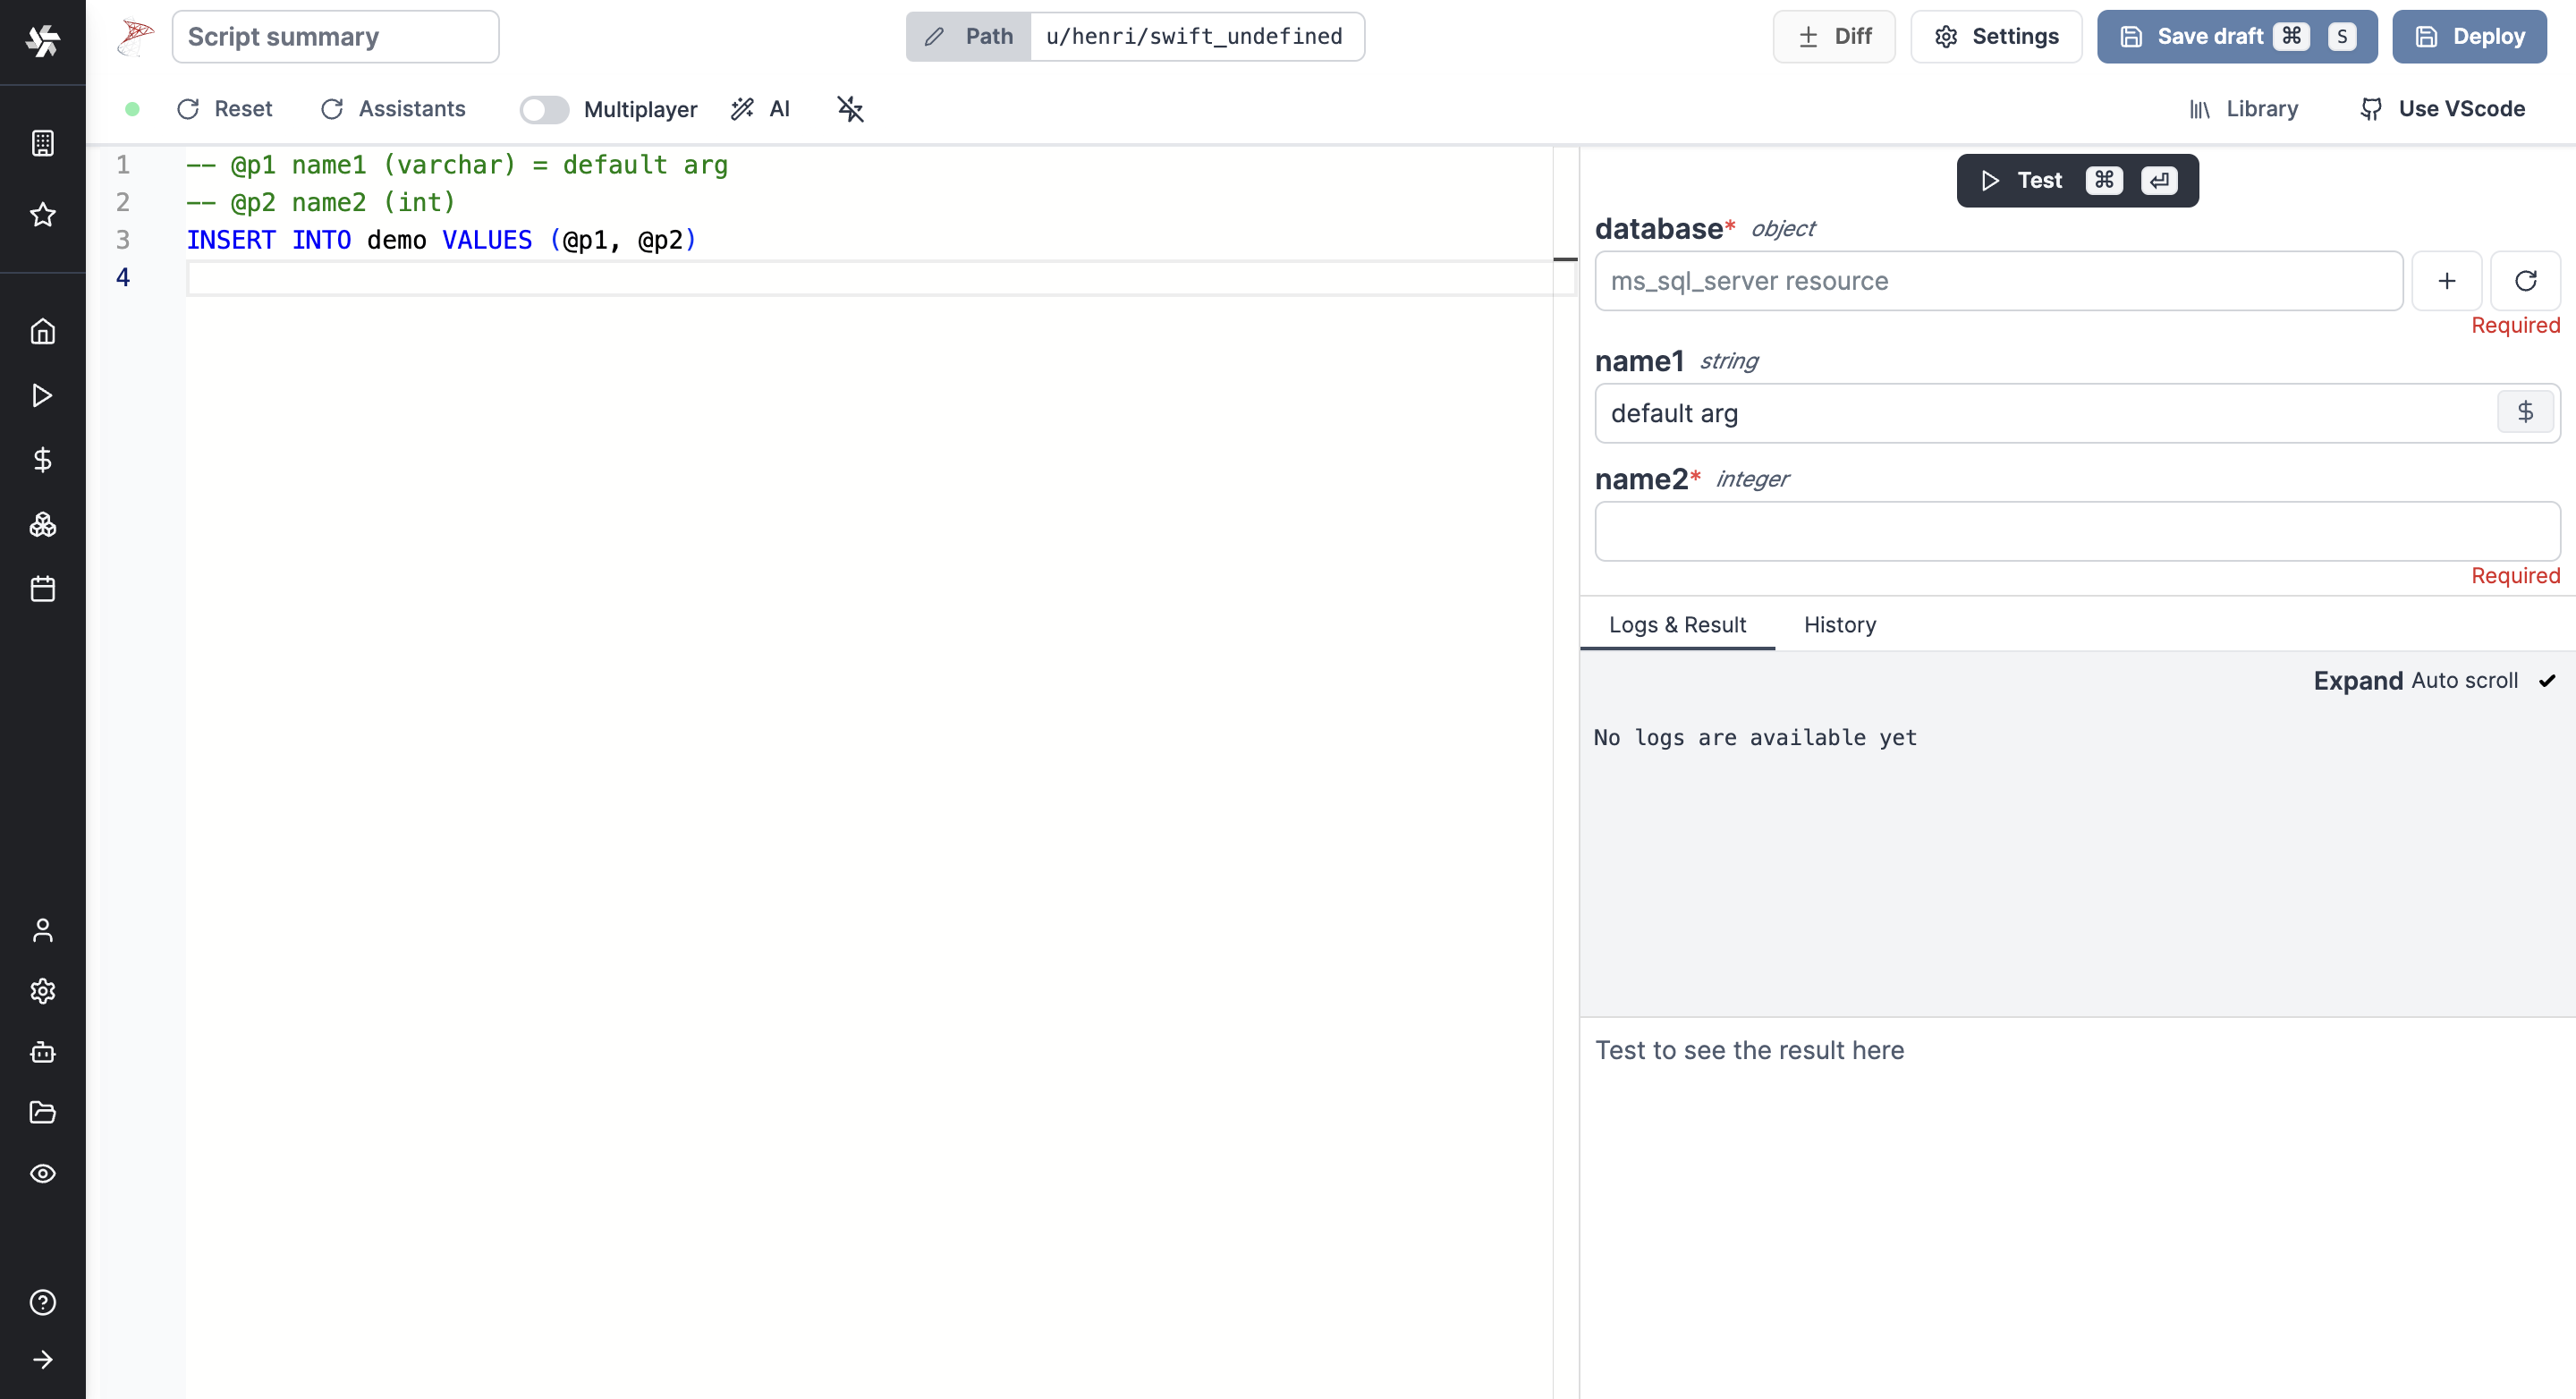 Script summary
Path u/henri/swift_undefined
Diff
Settings
Save draft ⌘ S
Deploy
Reset
Assistants
Multiplayer
AI
Library
Use VScode
1 -- @p1 name1 (varchar) = default arg
2 -- @p2 name2 (int)
3 INSERT INTO demo VALUES (@p1, @p2)
4
Test ⌘
database* object
ms_sql_server resource
Required
name1 string
default arg $
name2* integer
Required
Logs & Result History
Expand Auto scroll
No logs are available yet
Test to see the result here